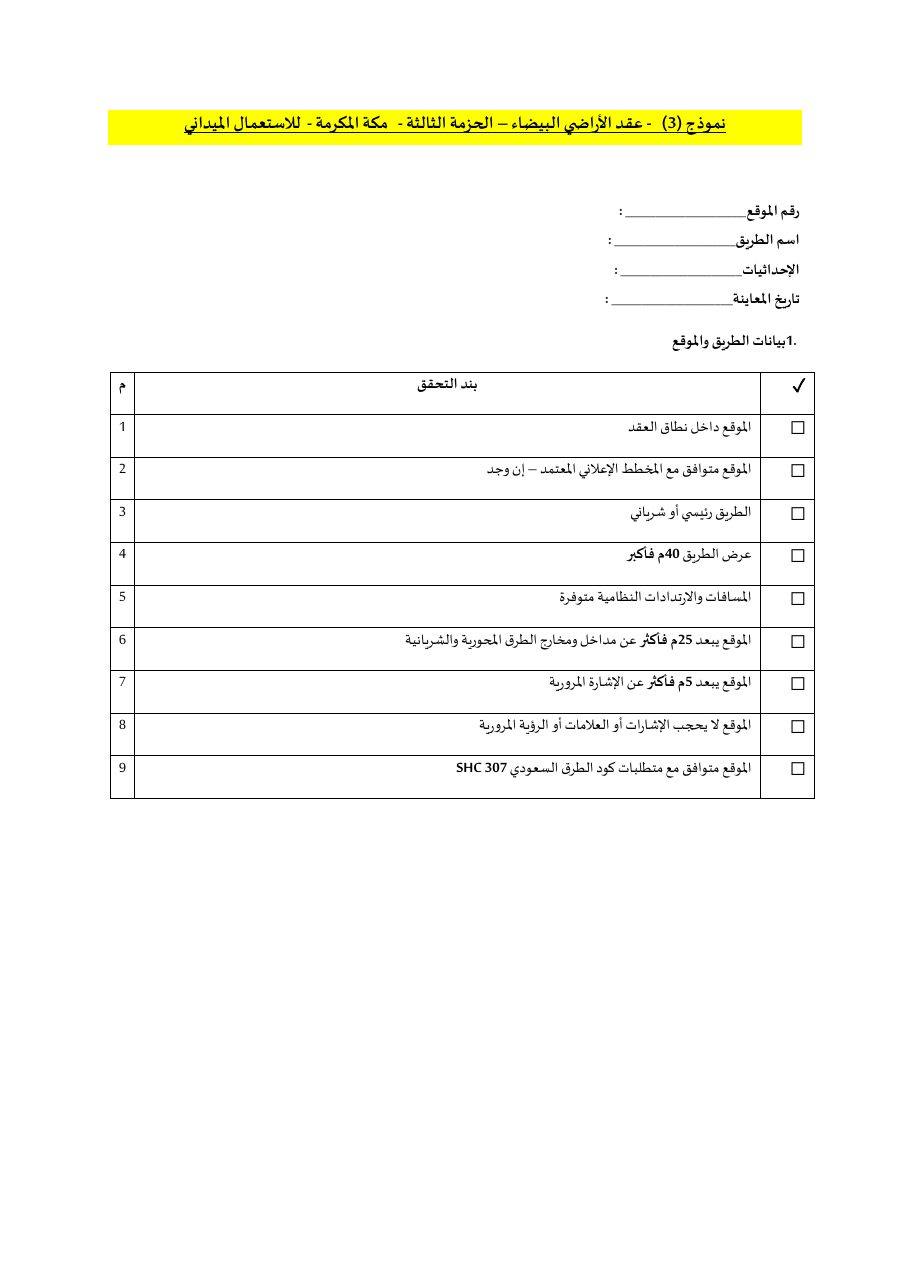 نموذج (3) - عقد الأراضي البيضاء – الحزمة الثالثة - مكة المكرمة - للاستعمال الميداني
رقم الموقع__________________ :
اسم الطريق__________________ :
الإحداثيات__________________ :
تاريخ المعاينة__________________ :
.1بيانات الطريق والموقع
✓ بند التحقق م
☐ الموقع داخل نطاق العقد 1
☐ الموقع متوافق مع المخطط الإعلاني المعتمد – إن وجد 2
☐ الطريق رئيسي أو شرياني 3
☐ عرض الطريق 40م فأكبر 4
☐ المسافات والارتدادات النظامية متوفرة 5
☐ الموقع يبعد 25م فأكثر عن مداخل ومخارج الطرق المحورية والشريانية 6
☐ الموقع يبعد 5م فأكثر عن الإشارة المرورية 7
☐ الموقع لا يحجب الإشارات أو العلامات أو الرؤية المرورية 8
☐ الموقع متوافق مع متطلبات كود الطرق السعودي SHC 307 9